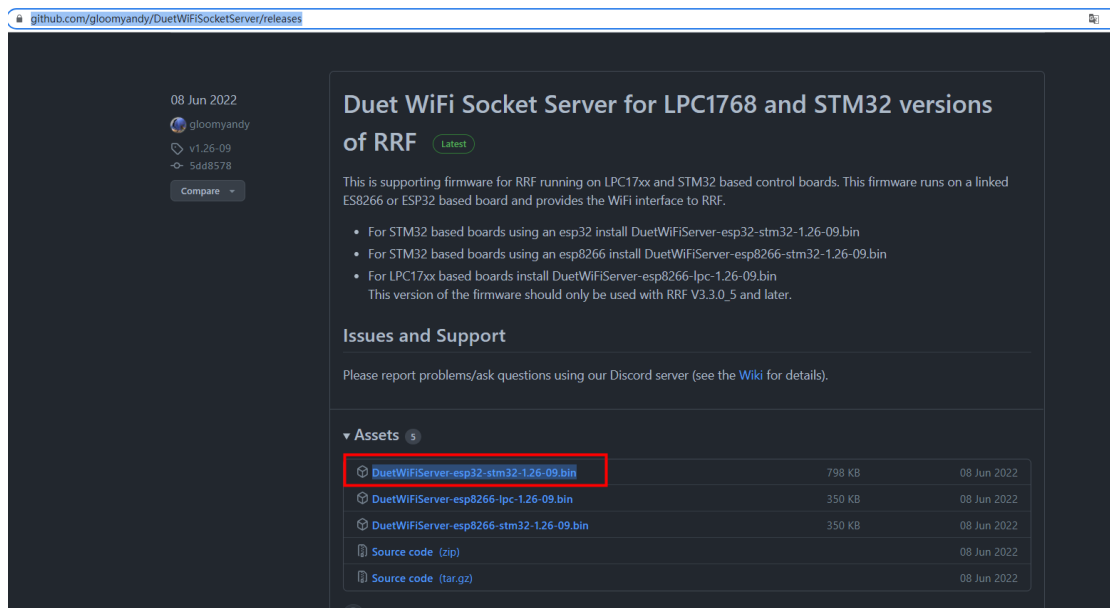 github.com/gloomyandy/DuetWiFiSocketServer/releases
08 Jun 2022
gloomyandy
v1.26-09
5dd8578
Compare
Duet WiFi Socket Server for LPC1768 and STM32 versions
of RRF Latest
This is supporting firmware for RRF running on LPC17xx and STM32 based control boards. This firmware runs on a linked
ES8266 or ESP32 based board and provides the WiFi interface to RRF.
• For STM32 based boards using an esp32 install DuetWiFiServer-esp32-stm32-1.26-09.bin
• For STM32 based boards using an esp8266 install DuetWiFiServer-esp8266-stm32-1.26-09.bin
• For LPC17xx based boards install DuetWiFiServer-esp8266-lpc-1.26-09.bin
This version of the firmware should only be used with RRF V3.3.0_5 and later.
Issues and Support
Please report problems/ask questions using our Discord server (see the Wiki for details).
Assets 5
DuetWiFiServer-esp32-stm32-1.26-09.bin 798 KB 08 Jun 2022
DuetWiFiServer-esp8266-lpc-1.26-09.bin 350 KB 08 Jun 2022
DuetWiFiServer-esp8266-stm32-1.26-09.bin 350 KB 08 Jun 2022
Source code (zip) 08 Jun 2022
Source code (tar.gz) 08 Jun 2022